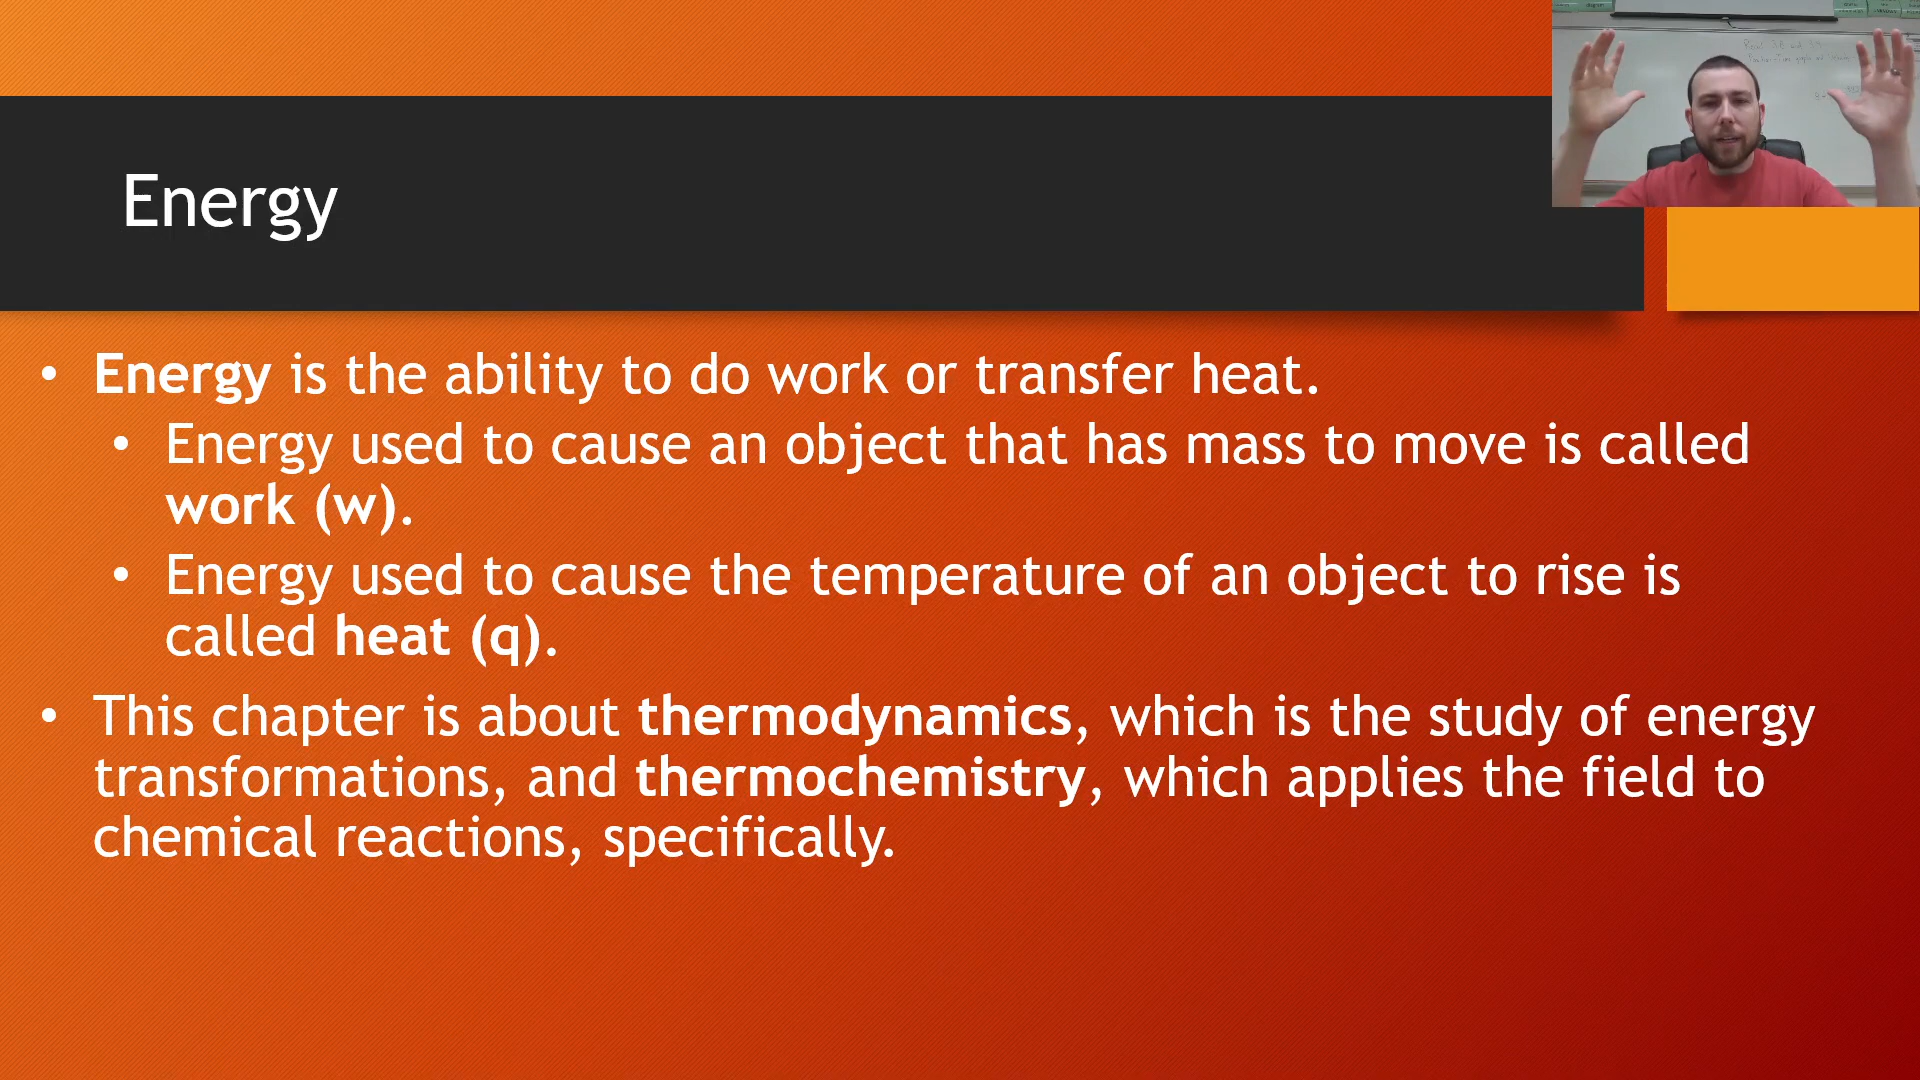 Energy
• Energy is the ability to do work or transfer heat.
• Energy used to cause an object that has mass to move is called
work (w).
• Energy used to cause the temperature of an object to rise is
called heat (q).
• This chapter is about thermodynamics, which is the study of energy
transformations, and thermochemistry, which applies the field to
chemical reactions, specifically.